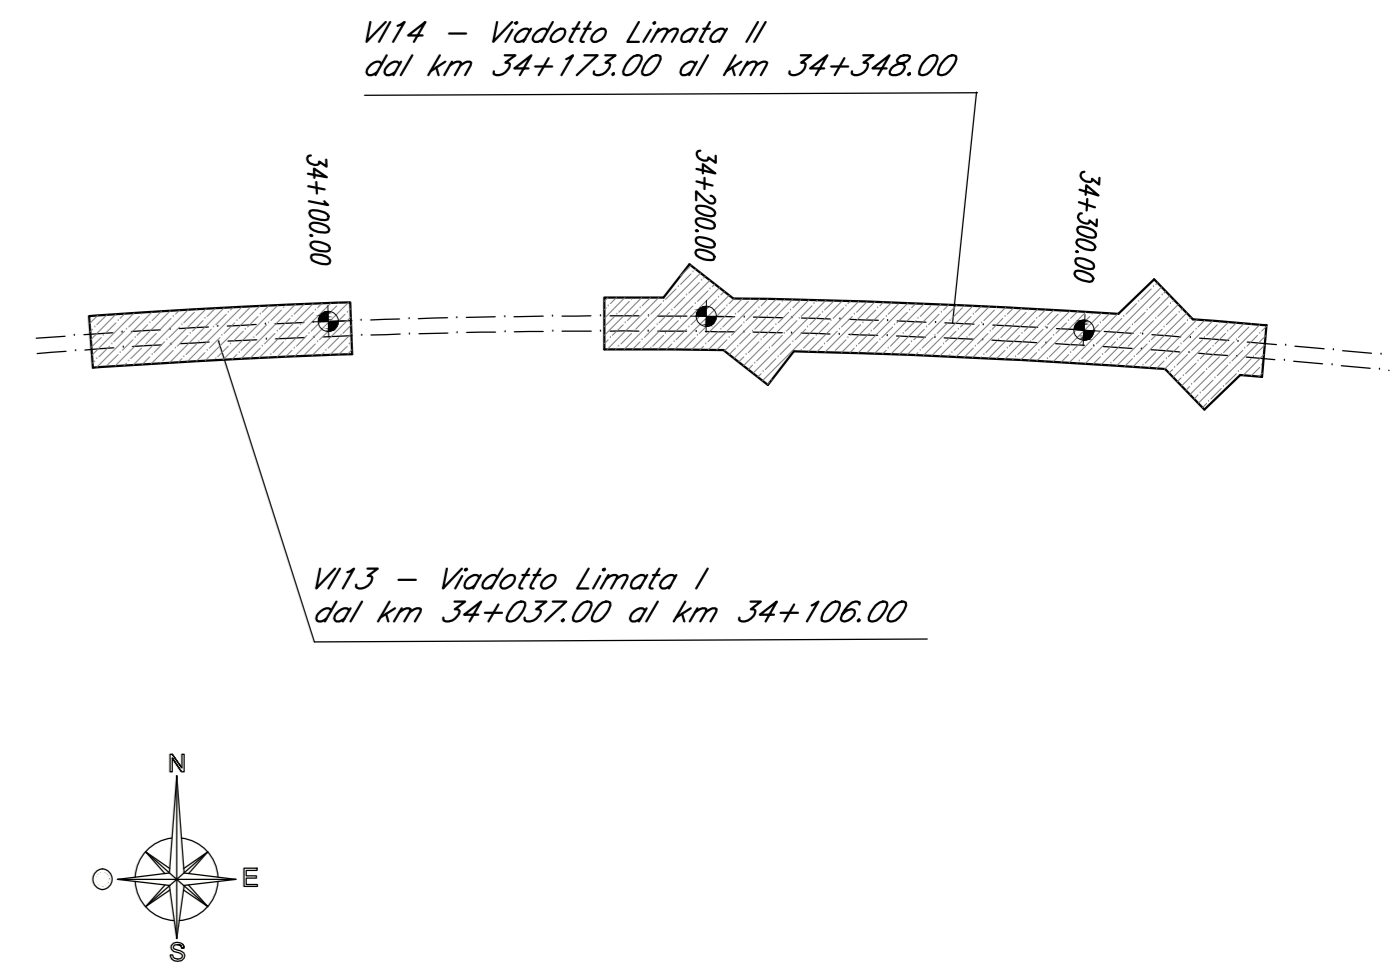 VI14 – Viadotto Limata II
dal km 34+173.00 al km 34+348.00
34+100.00
34+200.00
34+300.00
VI13 – Viadotto Limata I
dal km 34+037.00 al km 34+106.00
N
O
E
S